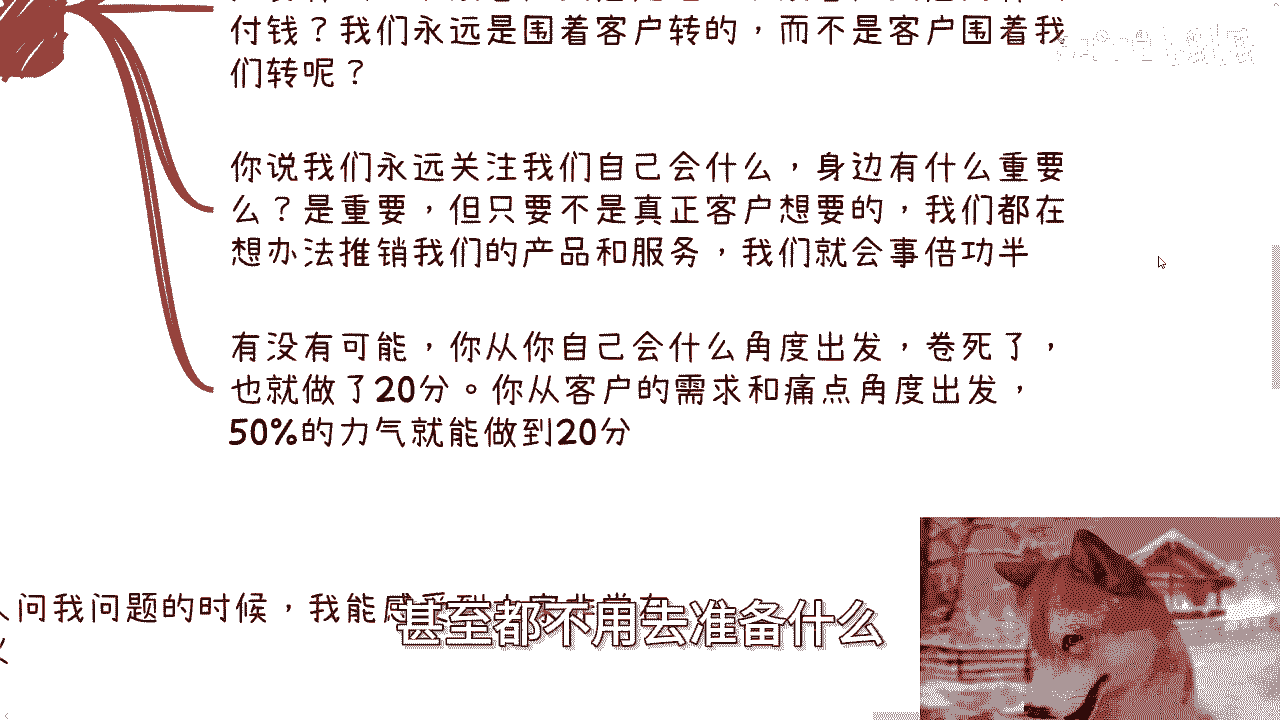 付钱？我们永远是围着客户转的，而不是客户围着我
们转呢？
你说我们永远关注我们自己会什么，身边有什么重要
么？是重要，但只要不是真正客户想要的，我们都在
想办法推销我们的产品和服务，我们就会事倍功半
有没有可能，你从你自己会什么角度出发，卷死了，
也就做了20分。你从客户的需求和痛点角度出发，
50%的力气就能做到20分
人问我问题的时候，我能感受到
甚至都不用去准备什么